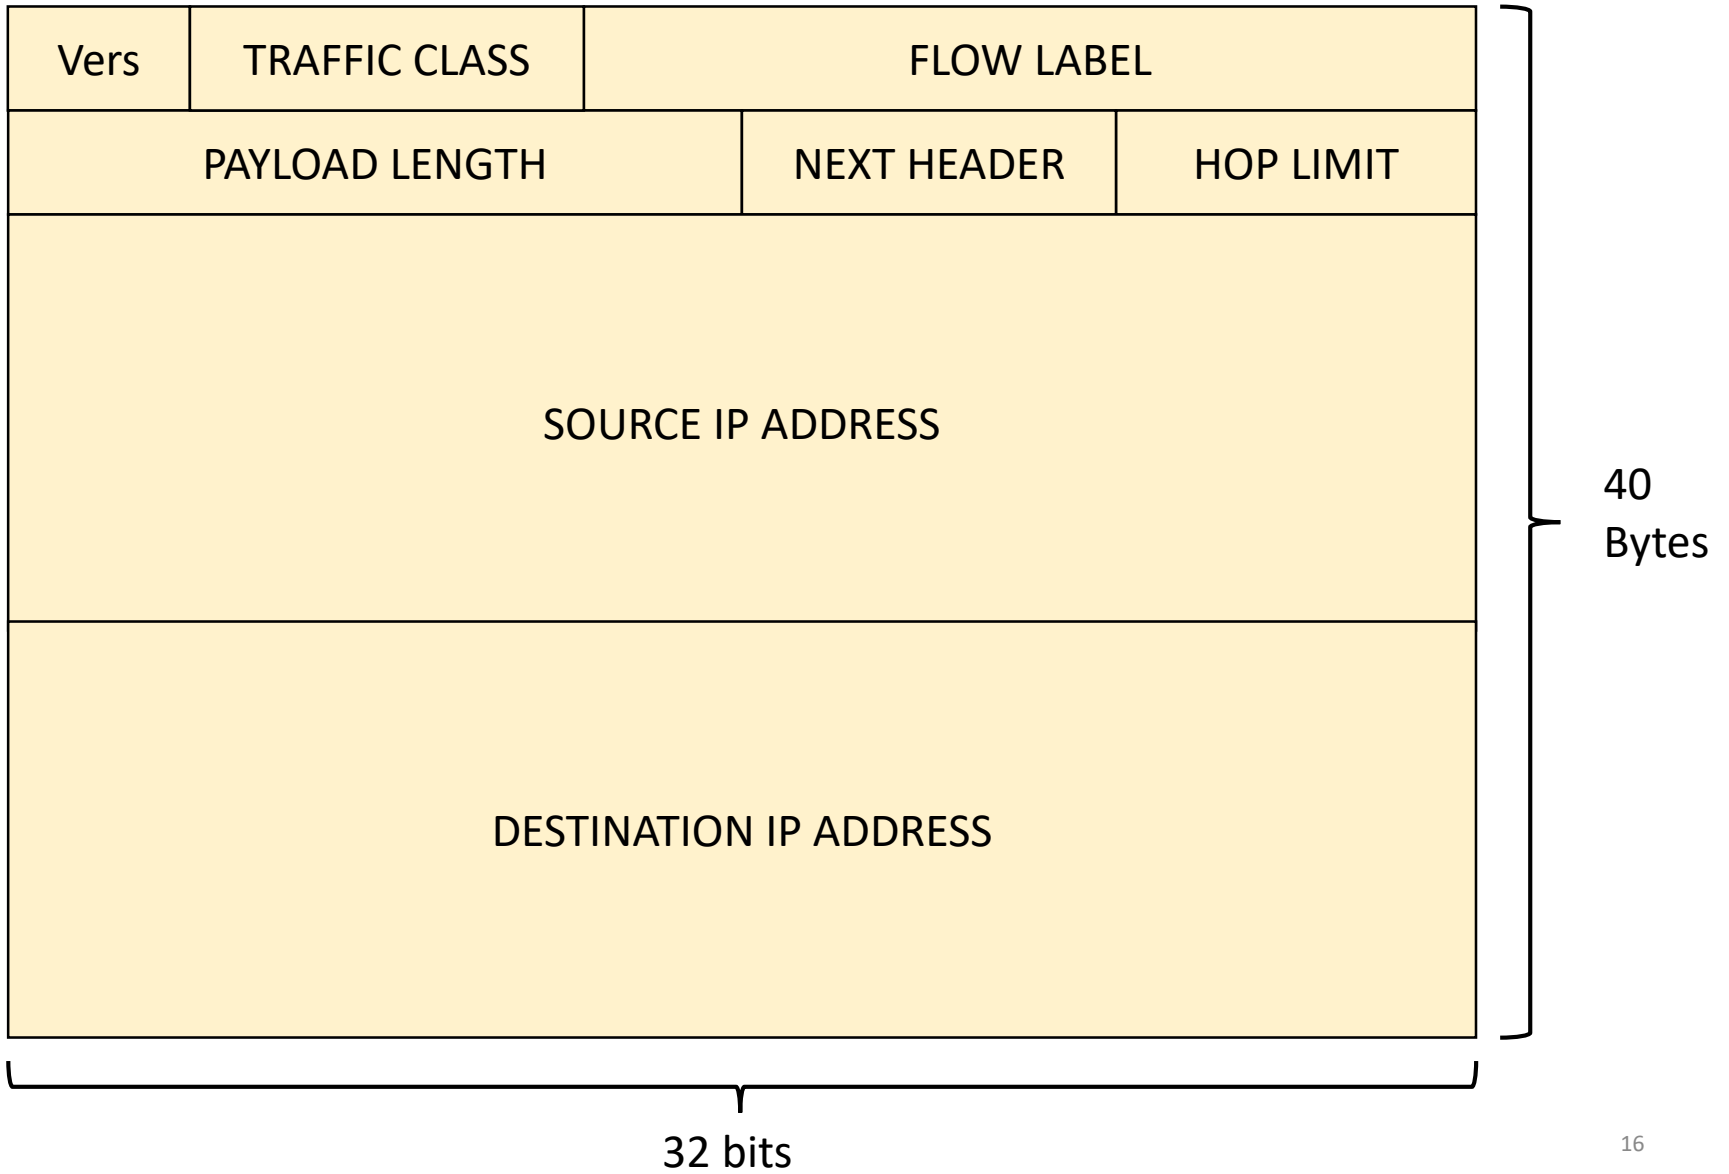 Vers TRAFFIC CLASS FLOW LABEL
PAYLOAD LENGTH NEXT HEADER HOP LIMIT
SOURCE IP ADDRESS
40
Bytes
DESTINATION IP ADDRESS
32 bits
16